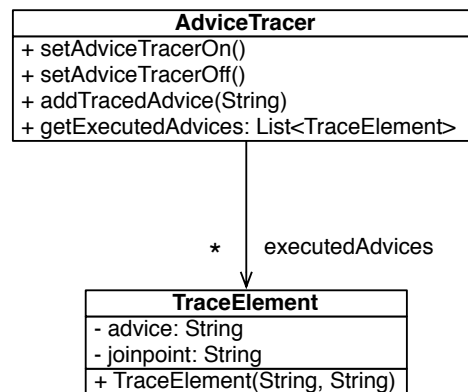 AdviceTracer
+ setAdviceTracerOn()
+ setAdviceTracerOff()
+ addTracedAdvice(String)
+ getExecutedAdvices: List<TraceElement>
* executedAdvices
TraceElement
- advice: String
- joinpoint: String
+ TraceElement(String, String)